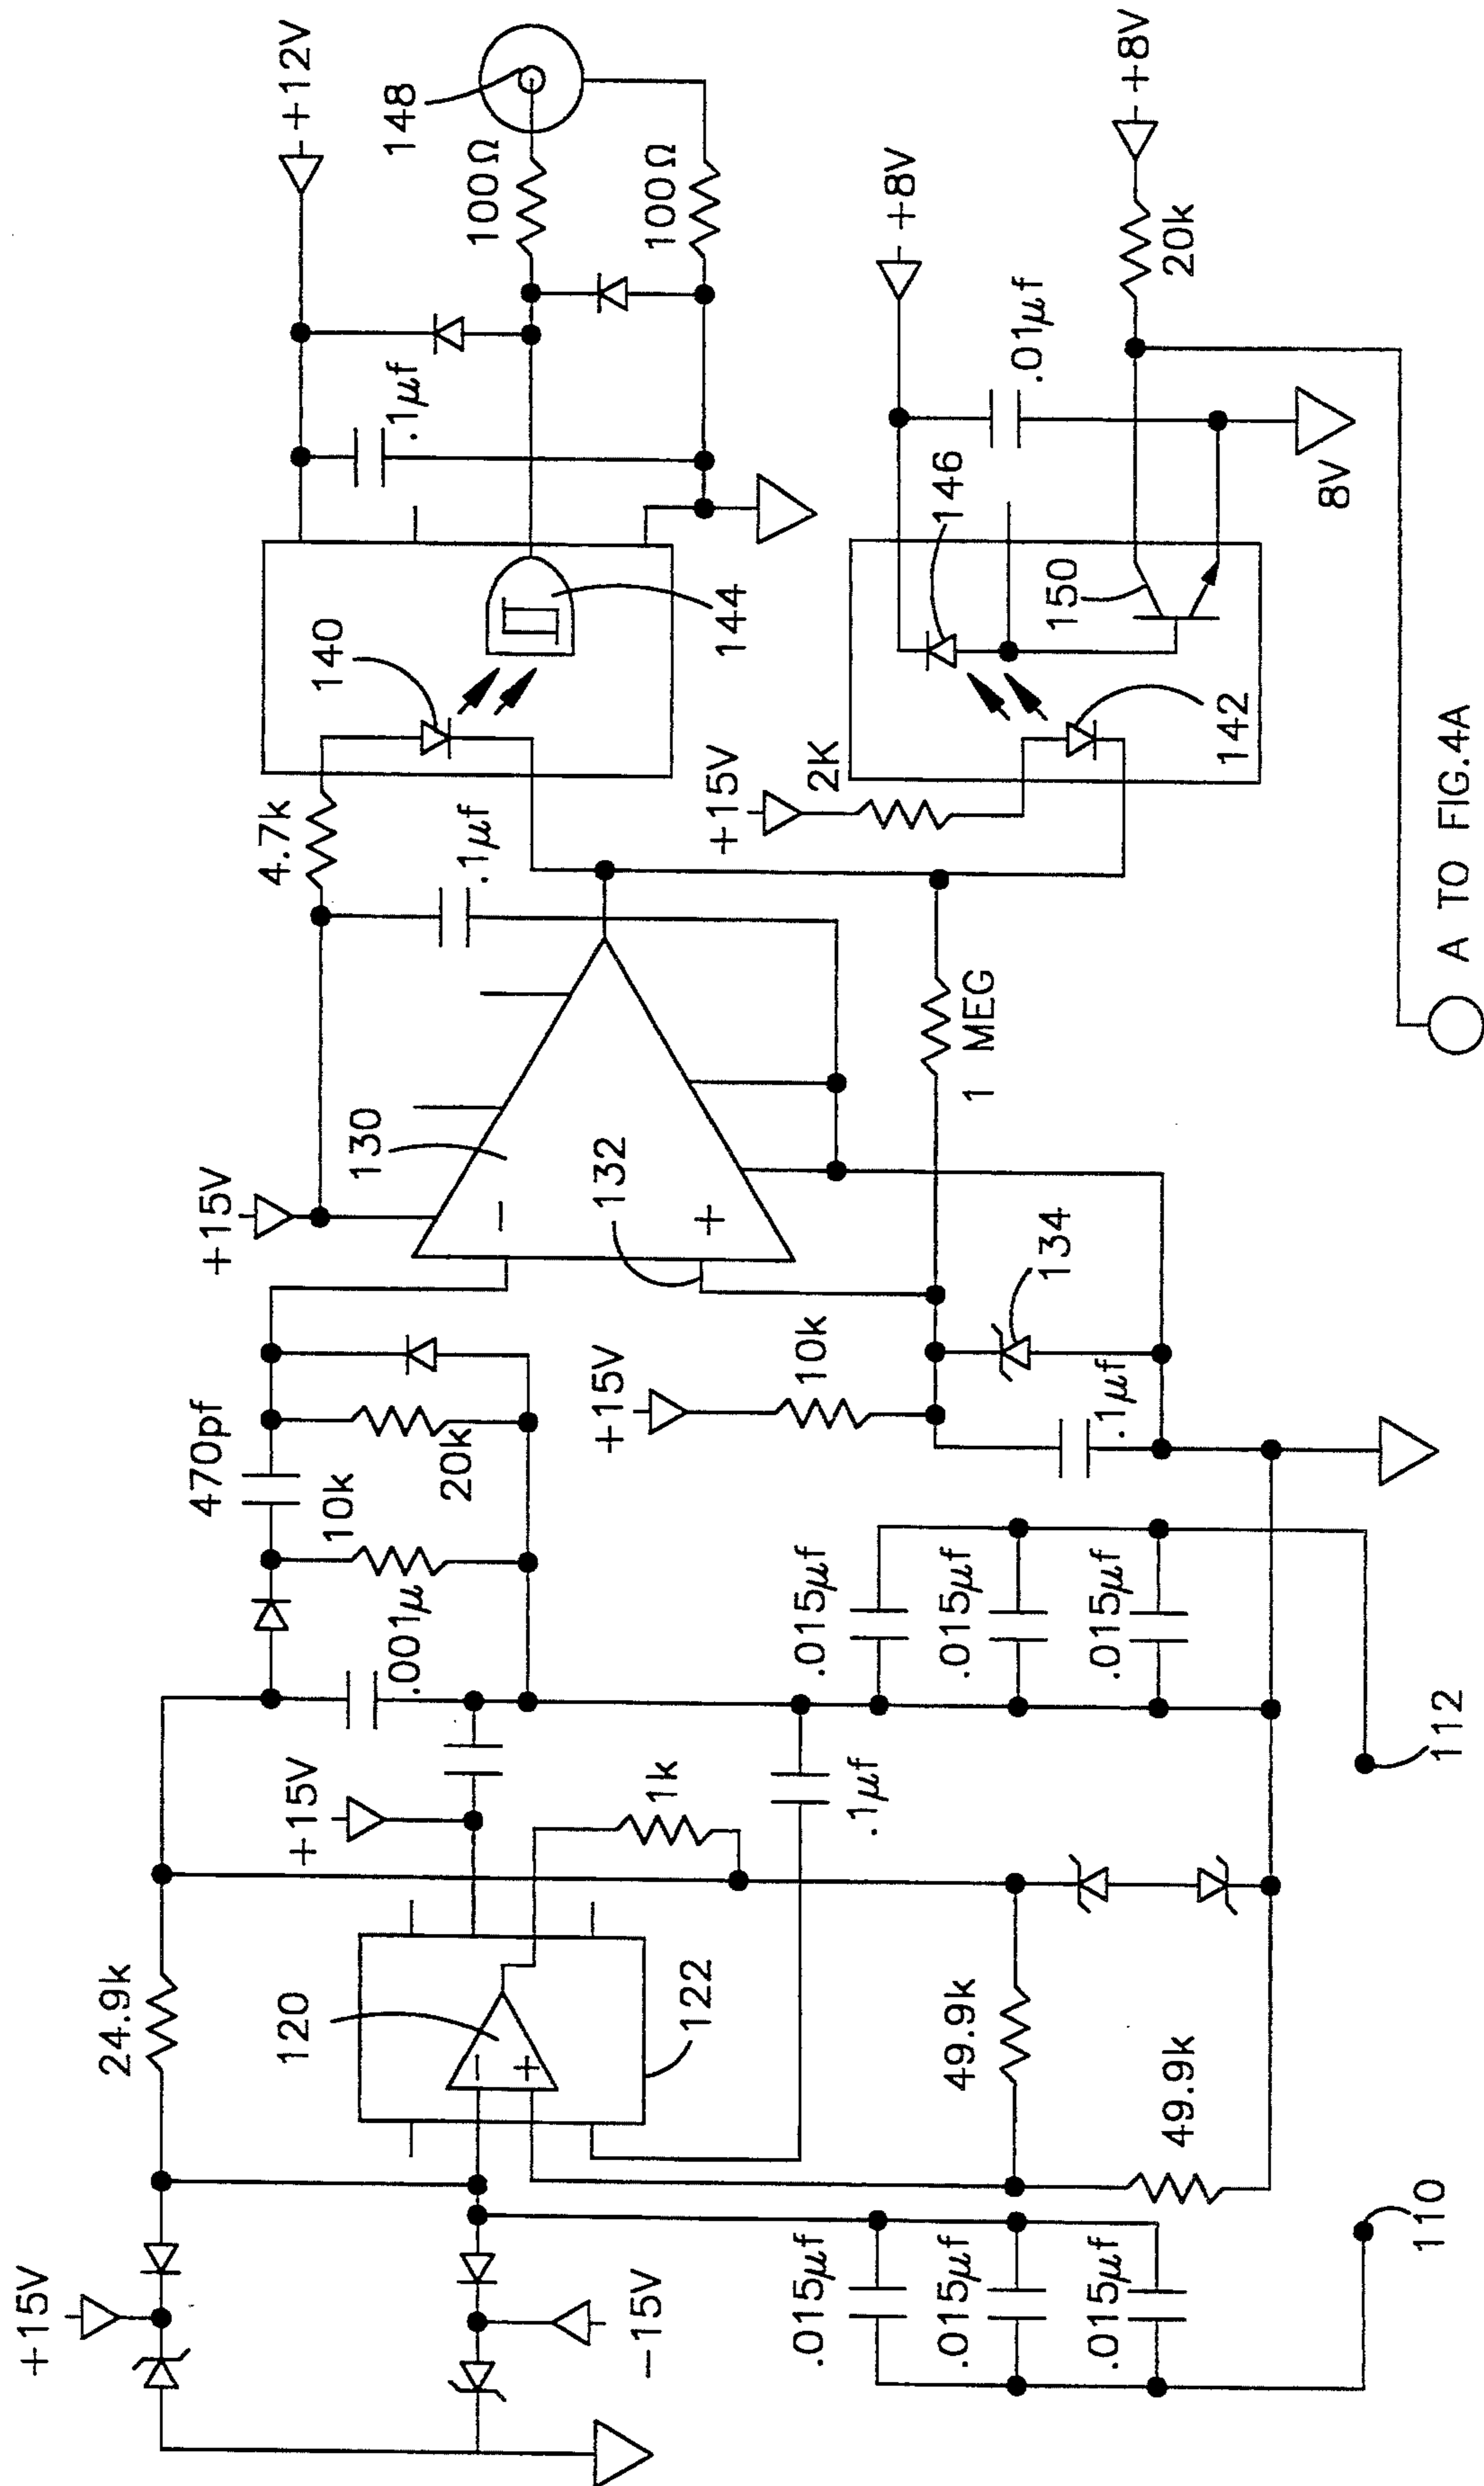 +15V
-15V
110
.015µf
.015µf
.015µf
24.9k
120
−
+
122
49.9k
49.9k
+15V
1k
.001µ
.1µf
112
.015µf
.015µf
.015µf
470pf
10k
20k
+15V
10k
.1µf
134
+15V
130
−
+
132
1 MEG
4.7k
.1µf
+15V
2K
140
144
142
146
150
.1µf
.01µf
8V
+12V
148
100Ω
100Ω
+8V
+8V
20k
A TO FIG.4A